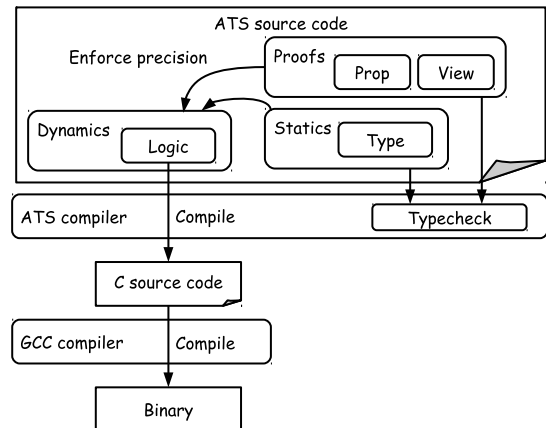 ATS source code
Enforce precision
Proofs
Prop
View
Dynamics
Logic
Statics
Type
ATS compiler
Compile
Typecheck
C source code
GCC compiler
Compile
Binary